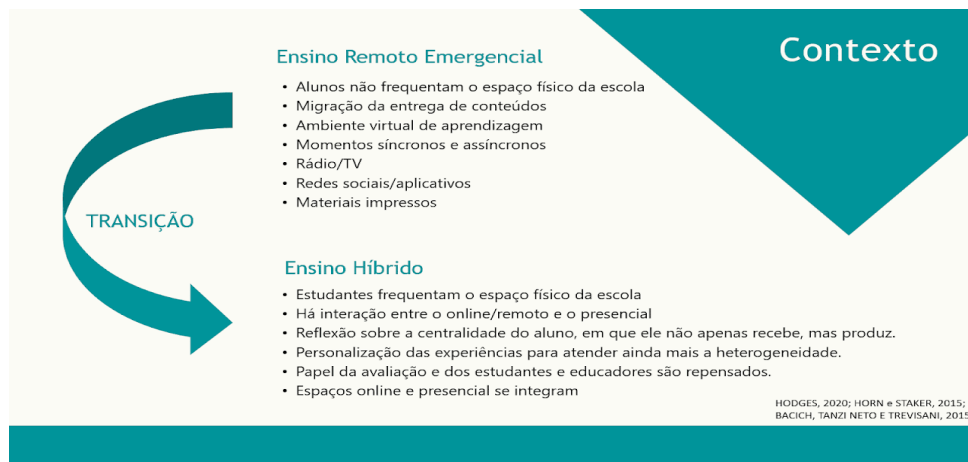 Contexto
Ensino Remoto Emergencial
• Alunos não frequentam o espaço físico da escola
• Migração da entrega de conteúdos
• Ambiente virtual de aprendizagem
• Momentos síncronos e assíncronos
• Rádio/TV
• Redes sociais/aplicativos
• Materiais impressos
TRANSIÇÃO
Ensino Híbrido
• Estudantes frequentam o espaço físico da escola
• Há interação entre o online/remoto e o presencial
• Reflexão sobre a centralidade do aluno, em que ele não apenas recebe, mas produz.
• Personalização das experiências para atender ainda mais a heterogeneidade.
• Papel da avaliação e dos estudantes e educadores são repensados.
• Espaços online e presencial se integram
HODGES, 2020; HORN e STAKER, 2015;
BACICH, TANZI NETO E TREVISANI, 2015